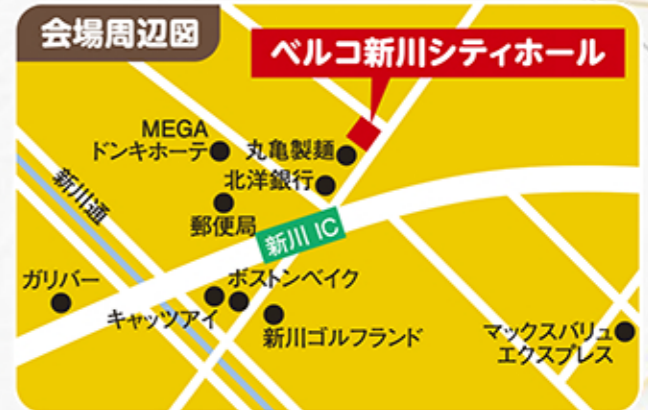 会場周辺図
ベルコ新川シティホール
MEGA
ドンキホーテ
丸亀製麺
北洋銀行
新川通
郵便局
新川 IC
ガリバー
ボストンベイク
キャッツアイ
新川ゴルフランド
マックスバリュ
エクスプレス